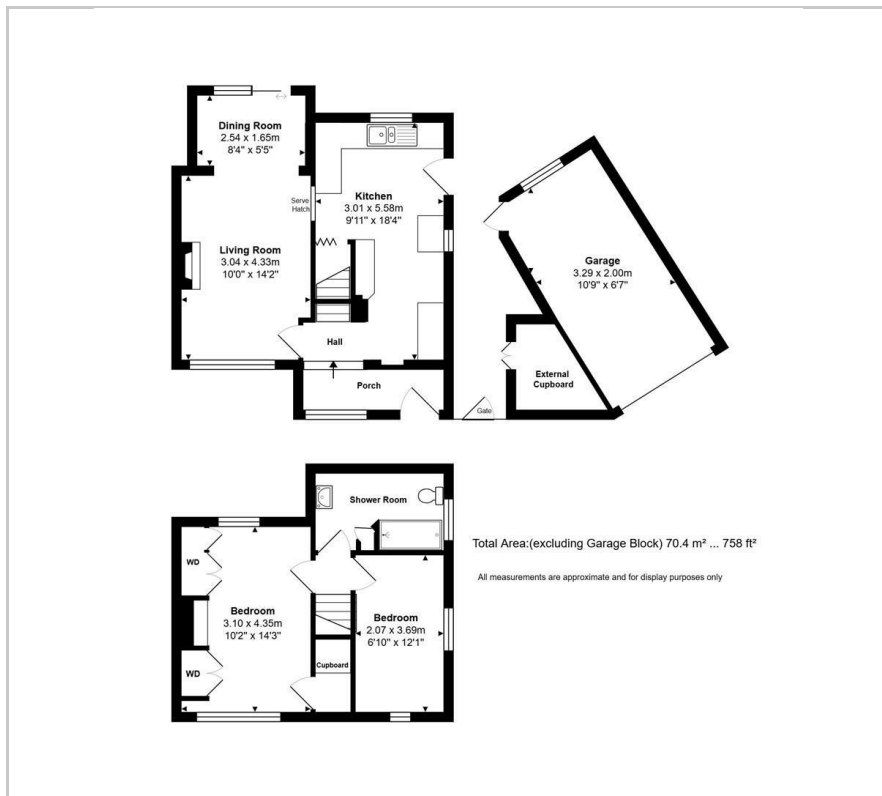 Dining Room
2.54 x 1.65m
8'4" x 5'5"
Serve
Hatch
Kitchen
3.01 x 5.58m
9'11" x 18'4"
Living Room
3.04 x 4.33m
10'0" x 14'2"
Hall
Porch
Garage
3.29 x 2.00m
10'9" x 6'7"
External
Cupboard
Gate
Shower Room
WD
Bedroom
3.10 x 4.35m
10'2" x 14'3"
WD
Cupboard
Bedroom
2.07 x 3.69m
6'10" x 12'1"
Total Area:(excluding Garage Block) 70.4 m² ... 758 ft²
All measurements are approximate and for display purposes only